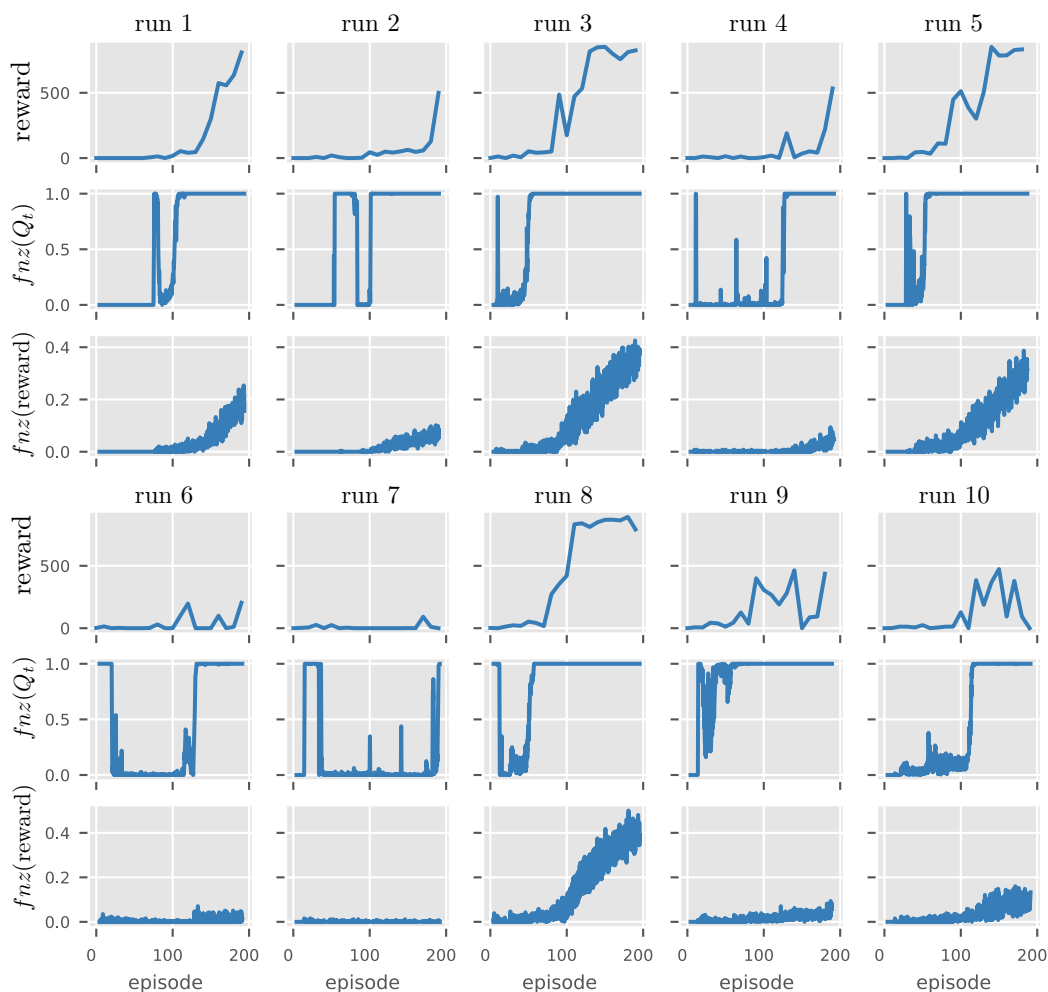 run 1 run 2 run 3 run 4 run 5
reward
500
0
fnz(Q_t)
1.0
0.5
0.0
fnz(reward)
0.4
0.2
0.0
run 6 run 7 run 8 run 9 run 10
reward
500
0
fnz(Q_t)
1.0
0.5
0.0
fnz(reward)
0.4
0.2
0.0
0 100 200 0 100 200 0 100 200 0 100 200 0 100 200
episode episode episode episode episode